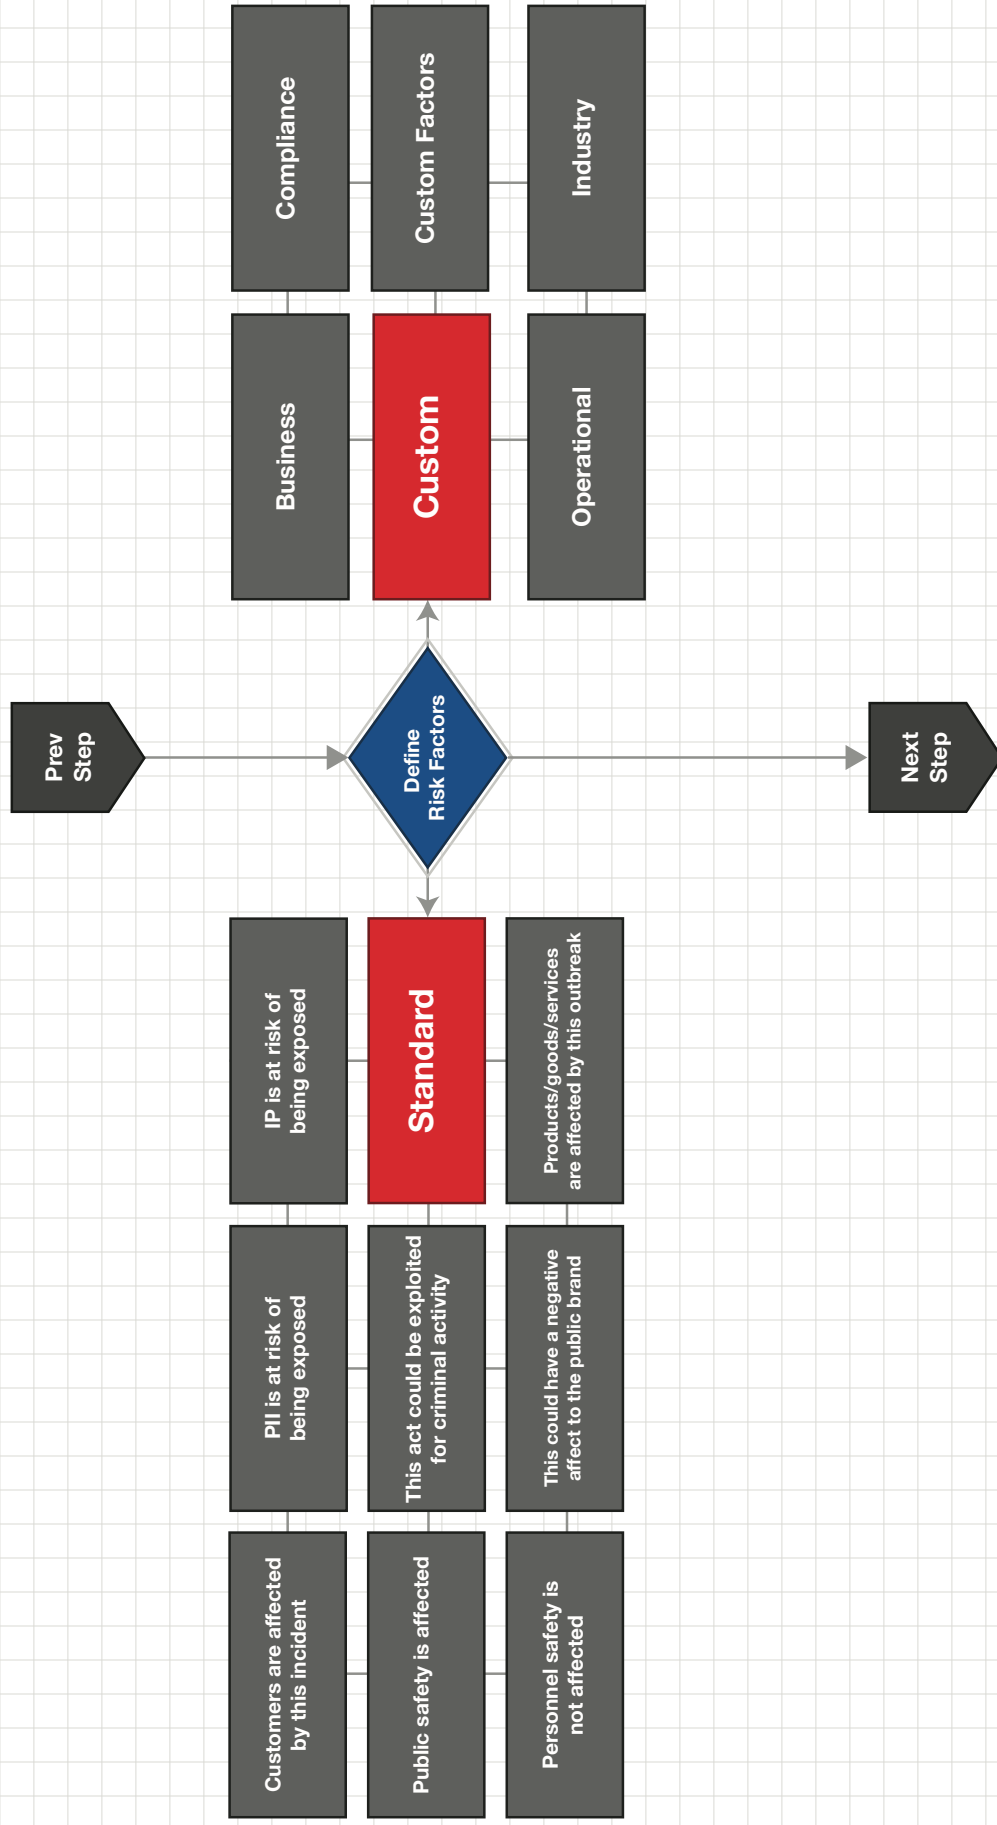 Prev
Step
Customers are affected
by this incident
PII is at risk of
being exposed
IP is at risk of
being exposed
Business
Compliance
Public safety is affected
This act could be exploited
for criminal activity
Standard
Define
Risk Factors
Custom
Custom Factors
Personnel safety is
not affected
This could have a negative
affect to the public brand
Products/goods/services
are affected by this outbreak
Operational
Industry
Next
Step